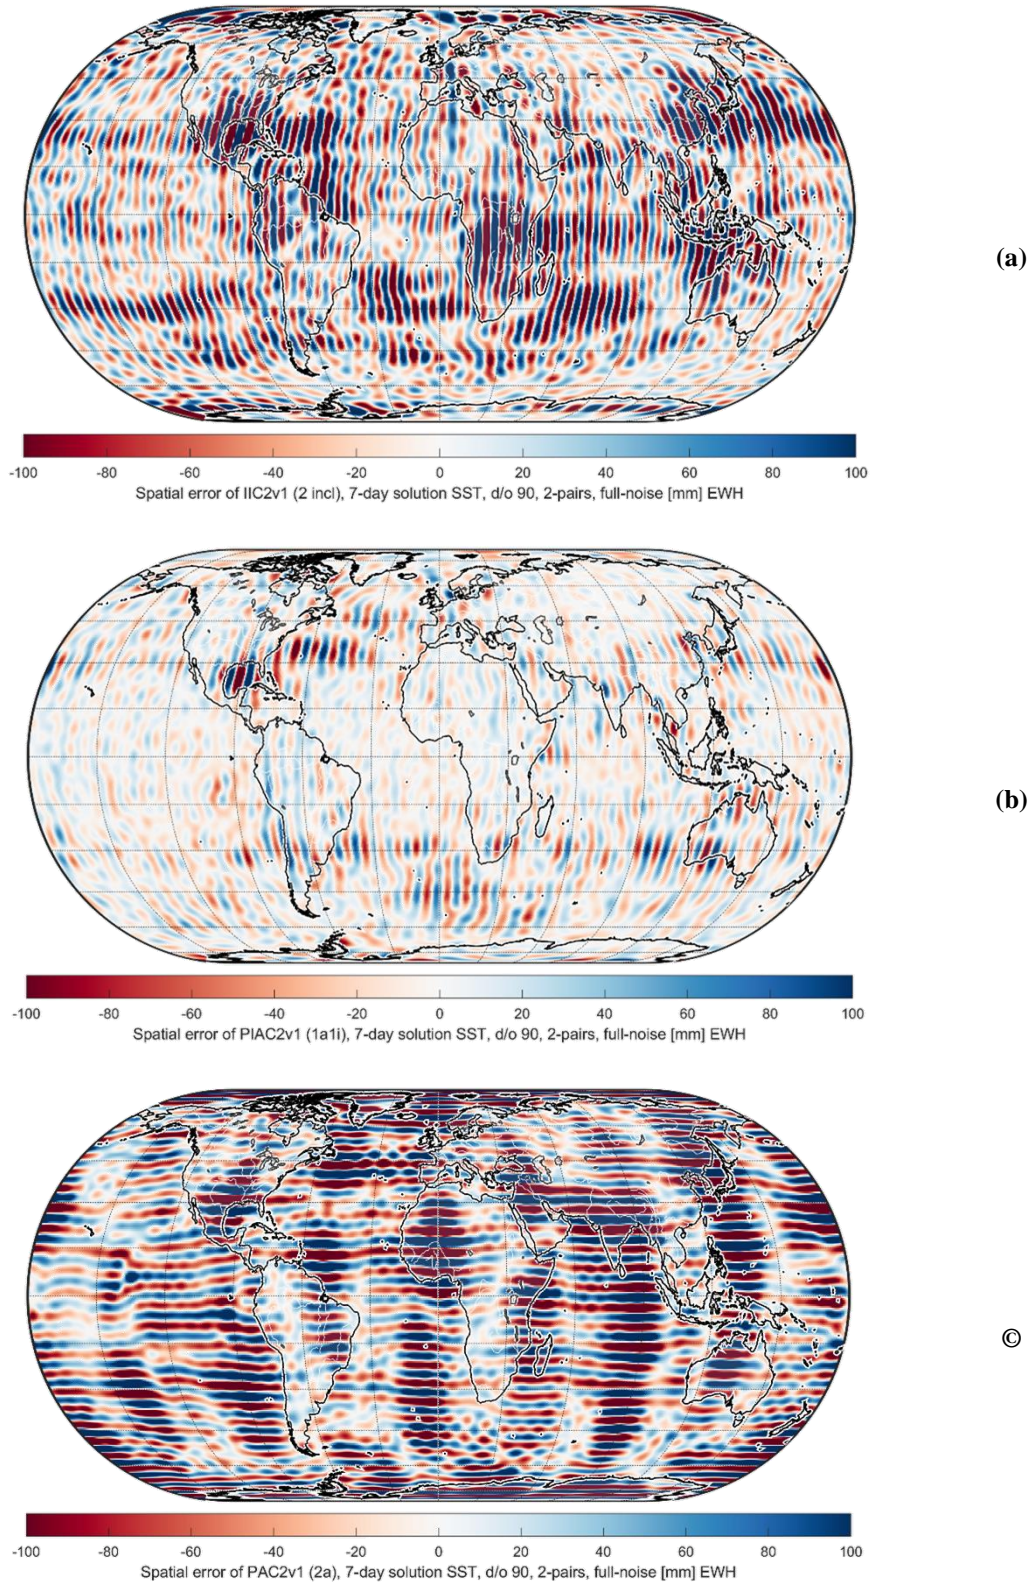 (a)
-100 -80 -60 -40 -20 0 20 40 60 80 100
Spatial error of IIC2v1 (2 incl), 7-day solution SST, d/o 90, 2-pairs, full-noise [mm] EWH
(b)
-100 -80 -60 -40 -20 0 20 40 60 80 100
Spatial error of PIAC2v1 (1a1i), 7-day solution SST, d/o 90, 2-pairs, full-noise [mm] EWH
©
-100 -80 -60 -40 -20 0 20 40 60 80 100
Spatial error of PAC2v1 (2a), 7-day solution SST, d/o 90, 2-pairs, full-noise [mm] EWH